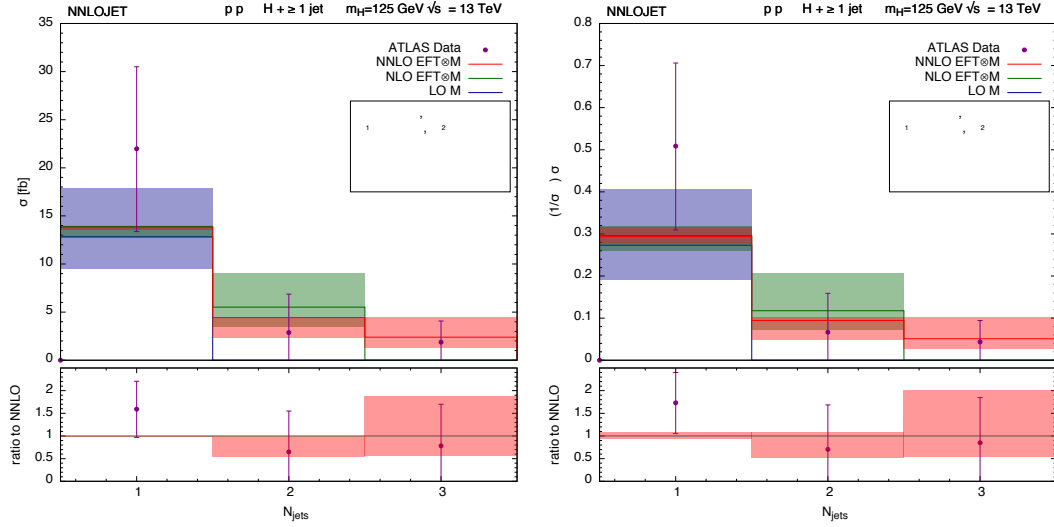 NNLOJET p p H + ≥ 1 jet m_H=125 GeV √s = 13 TeV
ATLAS Data
NNLO EFT⊗M
NLO EFT⊗M
LO M
,
1 , 2
σ [fb]
35
30
25
20
15
10
5
0
ratio to NNLO
2
1.5
1
0.5
0
1 2 3
N_jets
NNLOJET p p H + ≥ 1 jet m_H=125 GeV √s = 13 TeV
ATLAS Data
NNLO EFT⊗M
NLO EFT⊗M
LO M
,
1 , 2
(1/σ ) σ
0.8
0.7
0.6
0.5
0.4
0.3
0.2
0.1
0
ratio to NNLO
2
1.5
1
0.5
0
1 2 3
N_jets